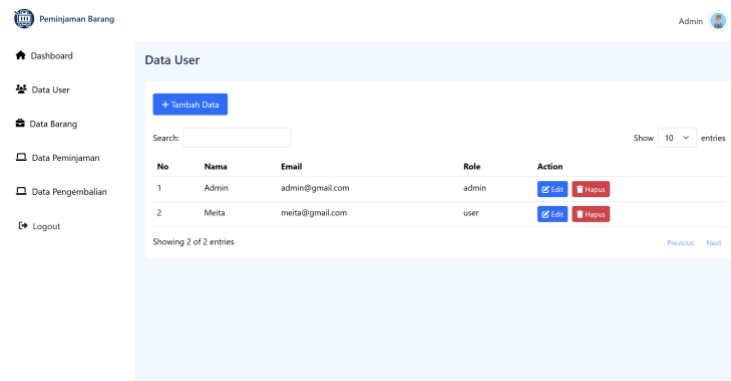 Peminjaman Barang
Admin
Dashboard
Data User
Data Barang
Data Peminjaman
Data Pengembalian
Logout
Data User
+ Tambah Data
Search:
Show 10 entries
No Nama Email Role Action
1 Admin admin@gmail.com admin Edit Hapus
2 Meita meita@gmail.com user Edit Hapus
Showing 2 of 2 entries
Previous Next